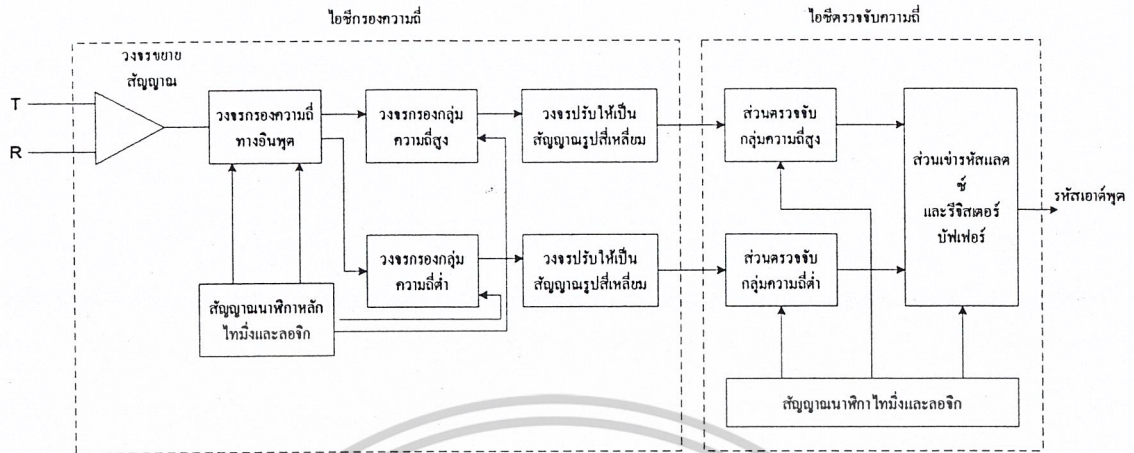 ไอซีกรองความถี่
ไอซีตรวจจับความถี่
วงจรขยาย
สัญญาณ
T
R
วงจรกรองความถี่
ทางอินพุต
วงจรกรองกลุ่ม
ความถี่สูง
วงจรปรับให้เป็น
สัญญาณรูปสี่เหลี่ยม
ส่วนตรวจจับ
กลุ่มความถี่สูง
ส่วนเข้ารหัสแลต
ช์
และรีจิสเตอร์
บัฟเฟอร์
รหัสเอาต์พุต
วงจรกรองกลุ่ม
ความถี่ต่ำ
วงจรปรับให้เป็น
สัญญาณรูปสี่เหลี่ยม
ส่วนตรวจจับ
กลุ่มความถี่ต่ำ
สัญญาณนาฬิกาหลัก
ไทมิ่งและลอจิก
สัญญาณนาฬิกาไทมิ่งและลอจิก